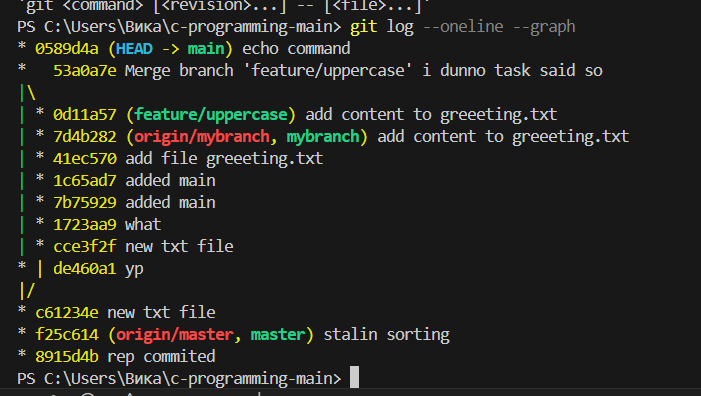 'git <command> [<revision>...] -- [<file>...]'
PS C:\Users\Вика\c-programming-main> git log --oneline --graph
* 0589d4a (HEAD -> main) echo command
*   53a0a7e Merge branch 'feature/uppercase' i dunno task said so
|\
| * 0d11a57 (feature/uppercase) add content to greeeting.txt
| * 7d4b282 (origin/mybranch, mybranch) add content to greeeting.txt
| * 41ec570 add file greeeting.txt
| * 1c65ad7 added main
| * 7b75929 added main
| * 1723aa9 what
| * cce3f2f new txt file
* | de460a1 yp
|/
* c61234e new txt file
* f25c614 (origin/master, master) stalin sorting
* 8915d4b rep commited
PS C:\Users\Вика\c-programming-main>